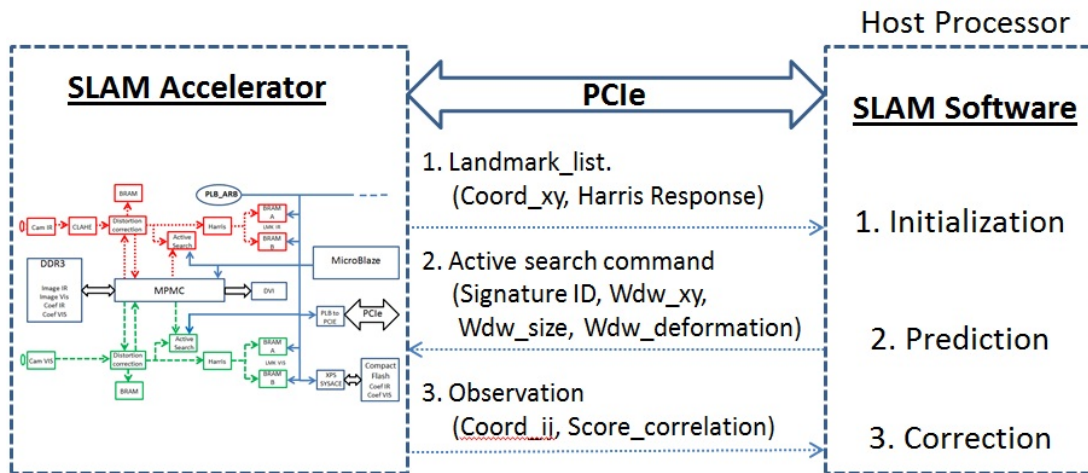 Host Processor
SLAM Accelerator
PCIe
SLAM Software
1. Landmark_list.
(Coord_xy, Harris Response)
1. Initialization
2. Active search command
(Signature ID, Wdw_xy,
Wdw_size, Wdw_deformation)
2. Prediction
3. Observation
(Coord_ij, Score_correlation)
3. Correction
BRAM
PLB_ARB
Cam IR
CLAHE
Distortion
correction
Harris
BRAM
A
LMK IR
BRAM
B
Active
Search
MicroBlaze
DDR3
Image IR
Image Vis
Coef IR
Coef VIS
MPMC
DVI
PLB to
PCIE
PCIe
Active
Search
Cam VIS
Distortion
correction
Harris
BRAM
A
LMK VIS
BRAM
B
BRAM
XPS
SYSACE
Compact
Flash
Coef IR
Coef VIS